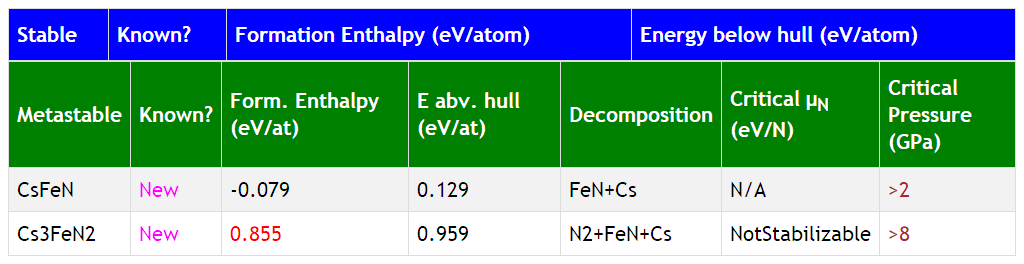 Stable Known? Formation Enthalpy (eV/atom) Energy below hull (eV/atom)
Metastable Known? Form. Enthalpy (eV/at) E abv. hull (eV/at) Decomposition Critical μN (eV/N) Critical Pressure (GPa)
CsFeN New -0.079 0.129 FeN+Cs N/A >2
Cs3FeN2 New 0.855 0.959 N2+FeN+Cs NotStabilizable >8